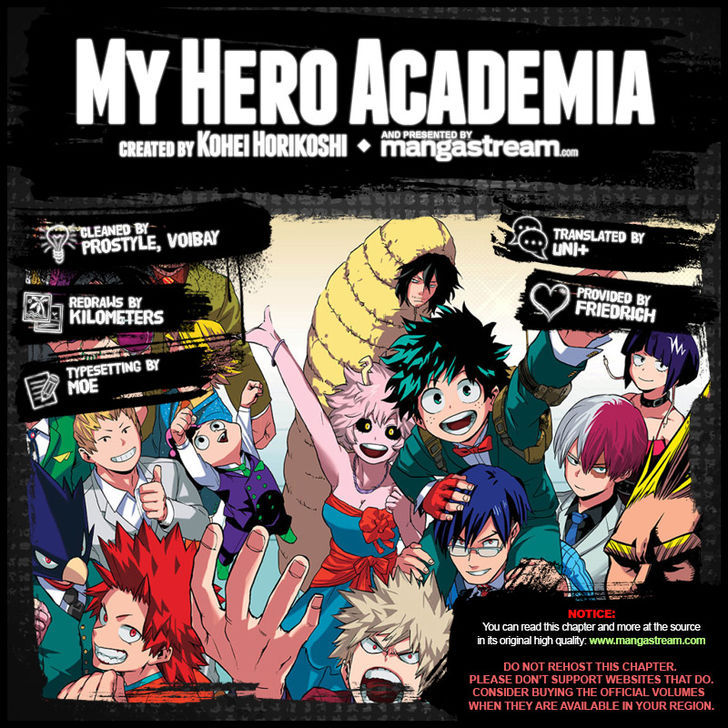 MY HERO ACADEMIA
CREATED BY KOHEI HORIKOSHI ◆ AND PRESENTED BY mangastream.com
CLEANED BY
PROSTYLE, VOIBAY
REDRAWS BY
KILOMETERS
TYPESETTING BY
MOE
TRANSLATED BY
UNI+
PROVIDED BY
FRIEDRICH
NOTICE:
You can read this chapter and more at the source
in its original high quality: www.mangastream.com
DO NOT REHOST THIS CHAPTER.
PLEASE DON'T SUPPORT WEBSITES THAT DO.
CONSIDER BUYING THE OFFICIAL VOLUMES
WHEN THEY ARE AVAILABLE IN YOUR REGION.